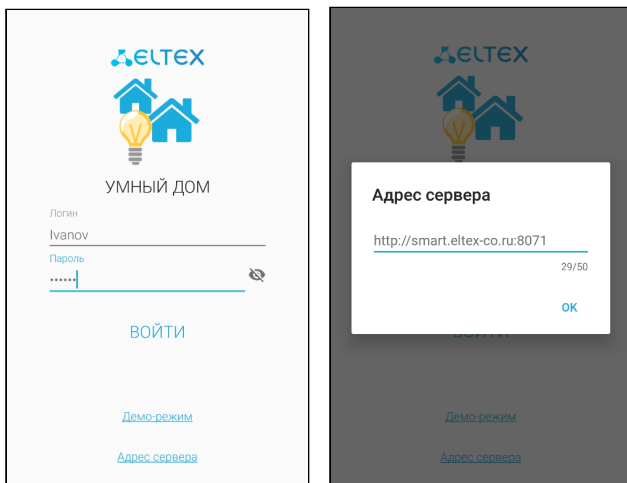 ELTEX
УМНЫЙ ДОМ
Логин
Ivanov
Пароль
••••••
ВОЙТИ
Демо-режим
Адрес сервера
ELTEX
Адрес сервера
http://smart.eltex-co.ru:8071
29/50
ОК
Демо-режим
Адрес сервера